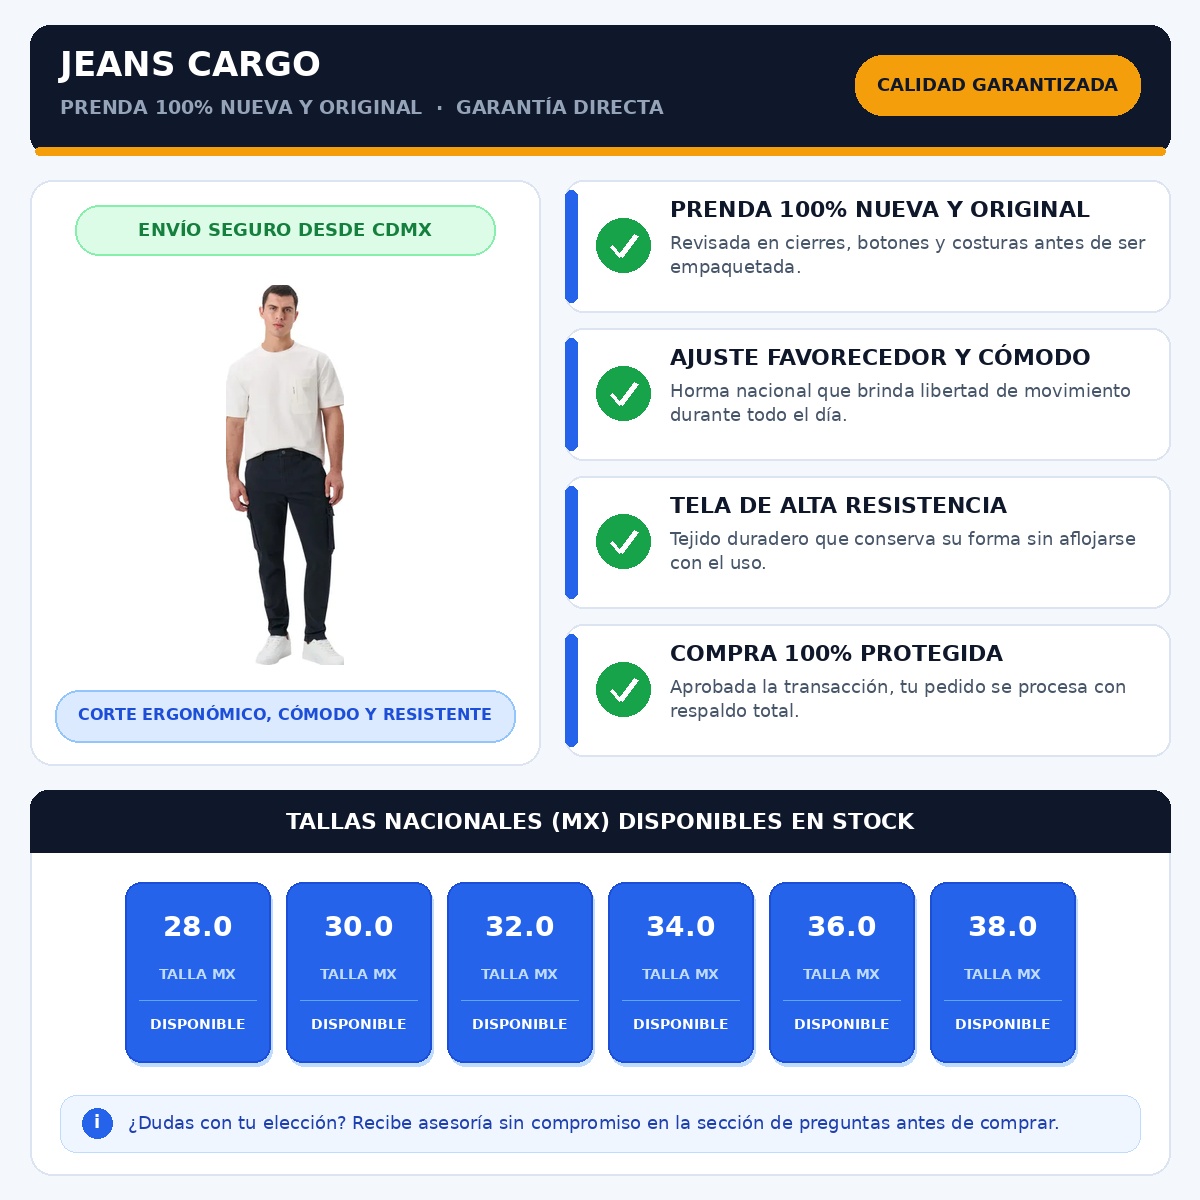 JEANS CARGO
PRENDA 100% NUEVA Y ORIGINAL · GARANTÍA DIRECTA
CALIDAD GARANTIZADA
ENVÍO SEGURO DESDE CDMX
CORTE ERGONÓMICO, CÓMODO Y RESISTENTE
PRENDA 100% NUEVA Y ORIGINAL
Revisada en cierres, botones y costuras antes de ser
empaquetada.
AJUSTE FAVORECEDOR Y CÓMODO
Horma nacional que brinda libertad de movimiento
durante todo el día.
TELA DE ALTA RESISTENCIA
Tejido duradero que conserva su forma sin aflojarse
con el uso.
COMPRA 100% PROTEGIDA
Aprobada la transacción, tu pedido se procesa con
respaldo total.
TALLAS NACIONALES (MX) DISPONIBLES EN STOCK
28.0
TALLA MX
DISPONIBLE
30.0
TALLA MX
DISPONIBLE
32.0
TALLA MX
DISPONIBLE
34.0
TALLA MX
DISPONIBLE
36.0
TALLA MX
DISPONIBLE
38.0
TALLA MX
DISPONIBLE
i ¿Dudas con tu elección? Recibe asesoría sin compromiso en la sección de preguntas antes de comprar.